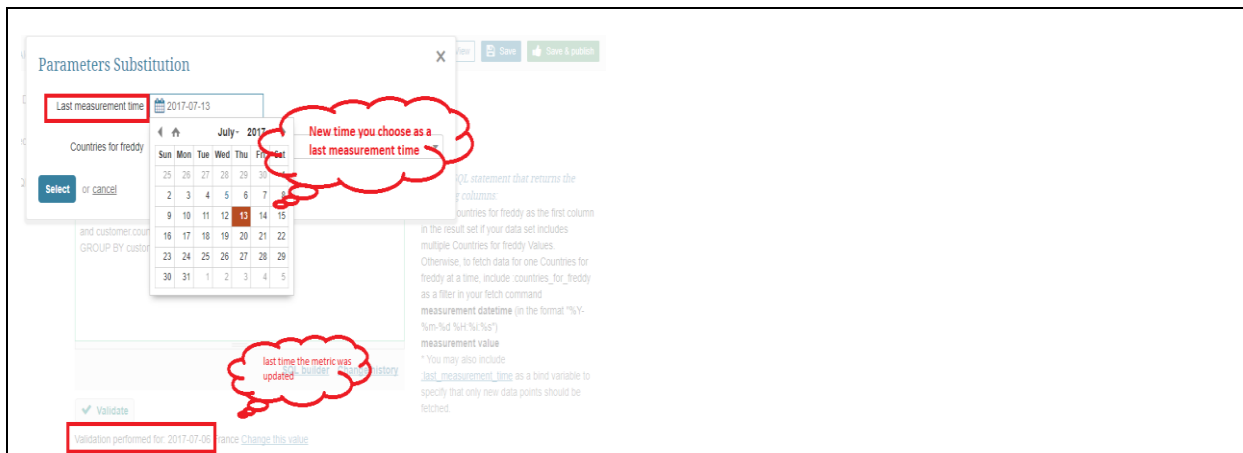 View Save Save & publish
Parameters Substitution
X
Last measurement time 2017-07-13
July- 2017
Countries for freddy
Sun Mon Tue Wed Thu Fri Sat
25 26 27 28 29 30
2 3 4 5 6 7 8
9 10 11 12 13 14 15
16 17 18 19 20 21 22
23 24 25 26 27 28 29
30 31 1 2 3 4 5
Select or cancel
New time you choose as a
last measurement time
SQL statement that returns the
columns:
countries for freddy as the first column
in the result set if your data set includes
multiple Countries for freddy Values.
Otherwise, to fetch data for one Countries for
freddy at a time, include :countries_for_freddy
as a filter in your fetch command
measurement datetime (in the format "%Y-
%m-%d %H:%i:%s")
measurement value
* You may also include
:last_measurement_time as a bind variable to
specify that only new data points should be
fetched.
and customer.coun
GROUP BY custo
last time the metric was
updated
SQL builder Change history
Validate
Validation performed for: 2017-07-06 France Change this value